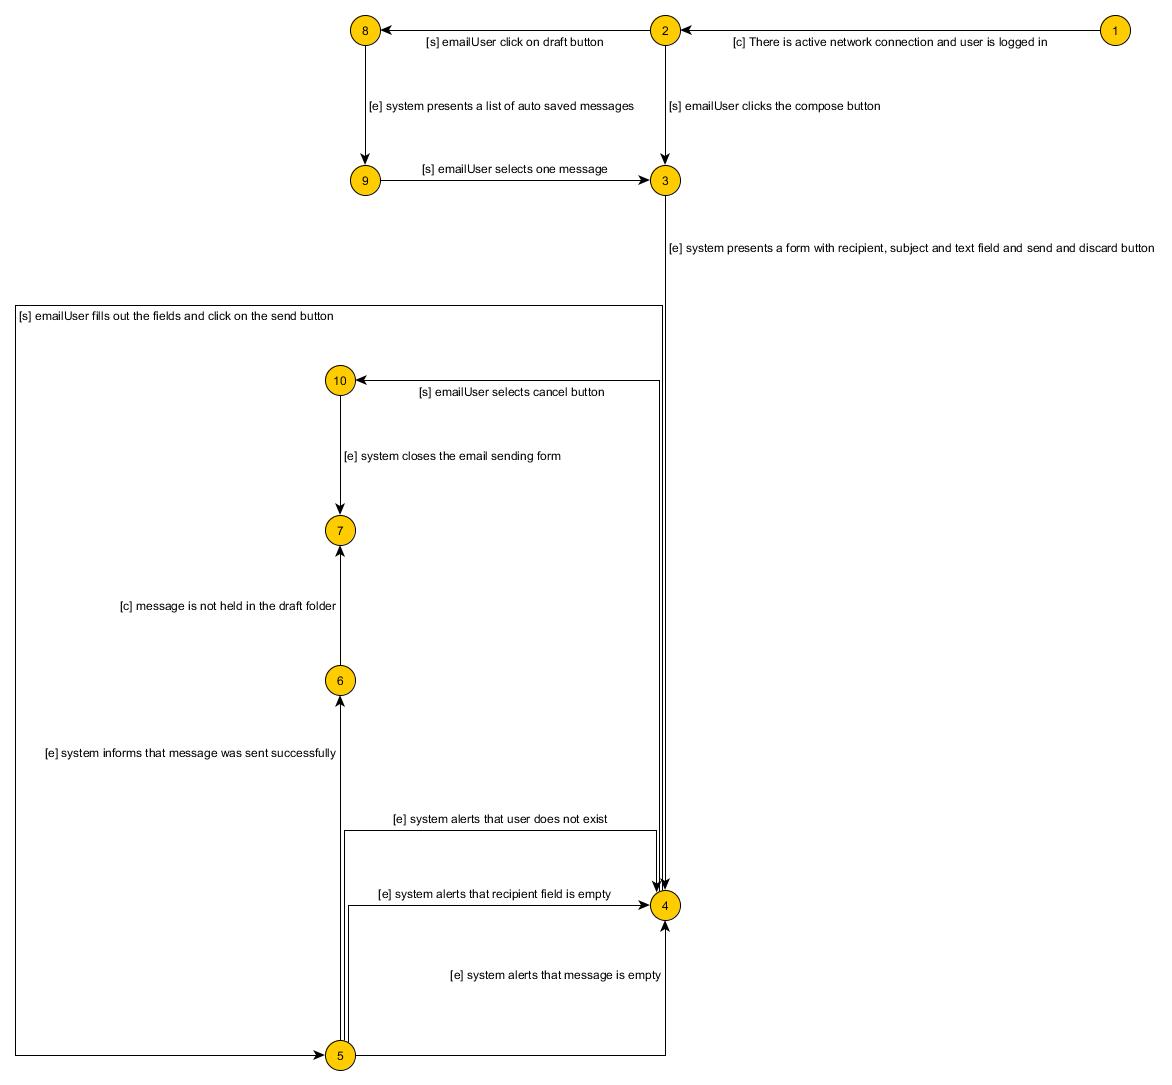 8
2
1
[s] emailUser click on draft button
[c] There is active network connection and user is logged in
[e] system presents a list of auto saved messages
[s] emailUser clicks the compose button
9
[s] emailUser selects one message
3
[e] system presents a form with recipient, subject and text field and send and discard button
[s] emailUser fills out the fields and click on the send button
10
[s] emailUser selects cancel button
[e] system closes the email sending form
7
[c] message is not held in the draft folder
6
[e] system informs that message was sent successfully
[e] system alerts that user does not exist
[e] system alerts that recipient field is empty
4
[e] system alerts that message is empty
5